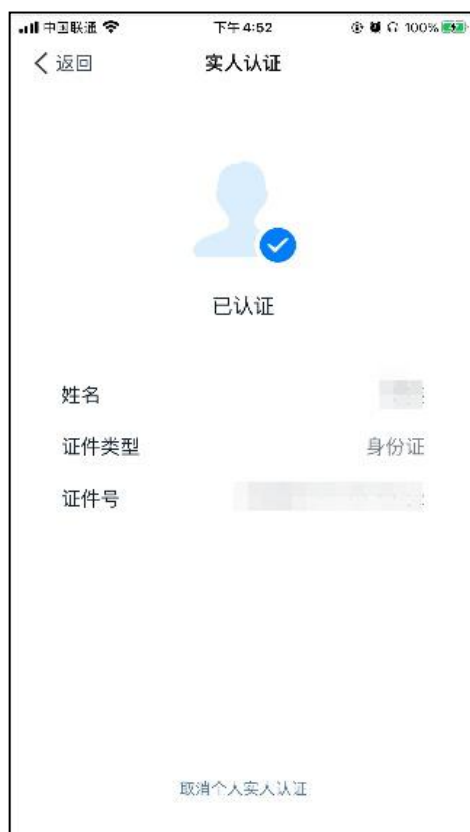 中国联通 下午 4:52 100%
返回 实人认证
已认证
姓名
证件类型 身份证
证件号
取消个人实人认证